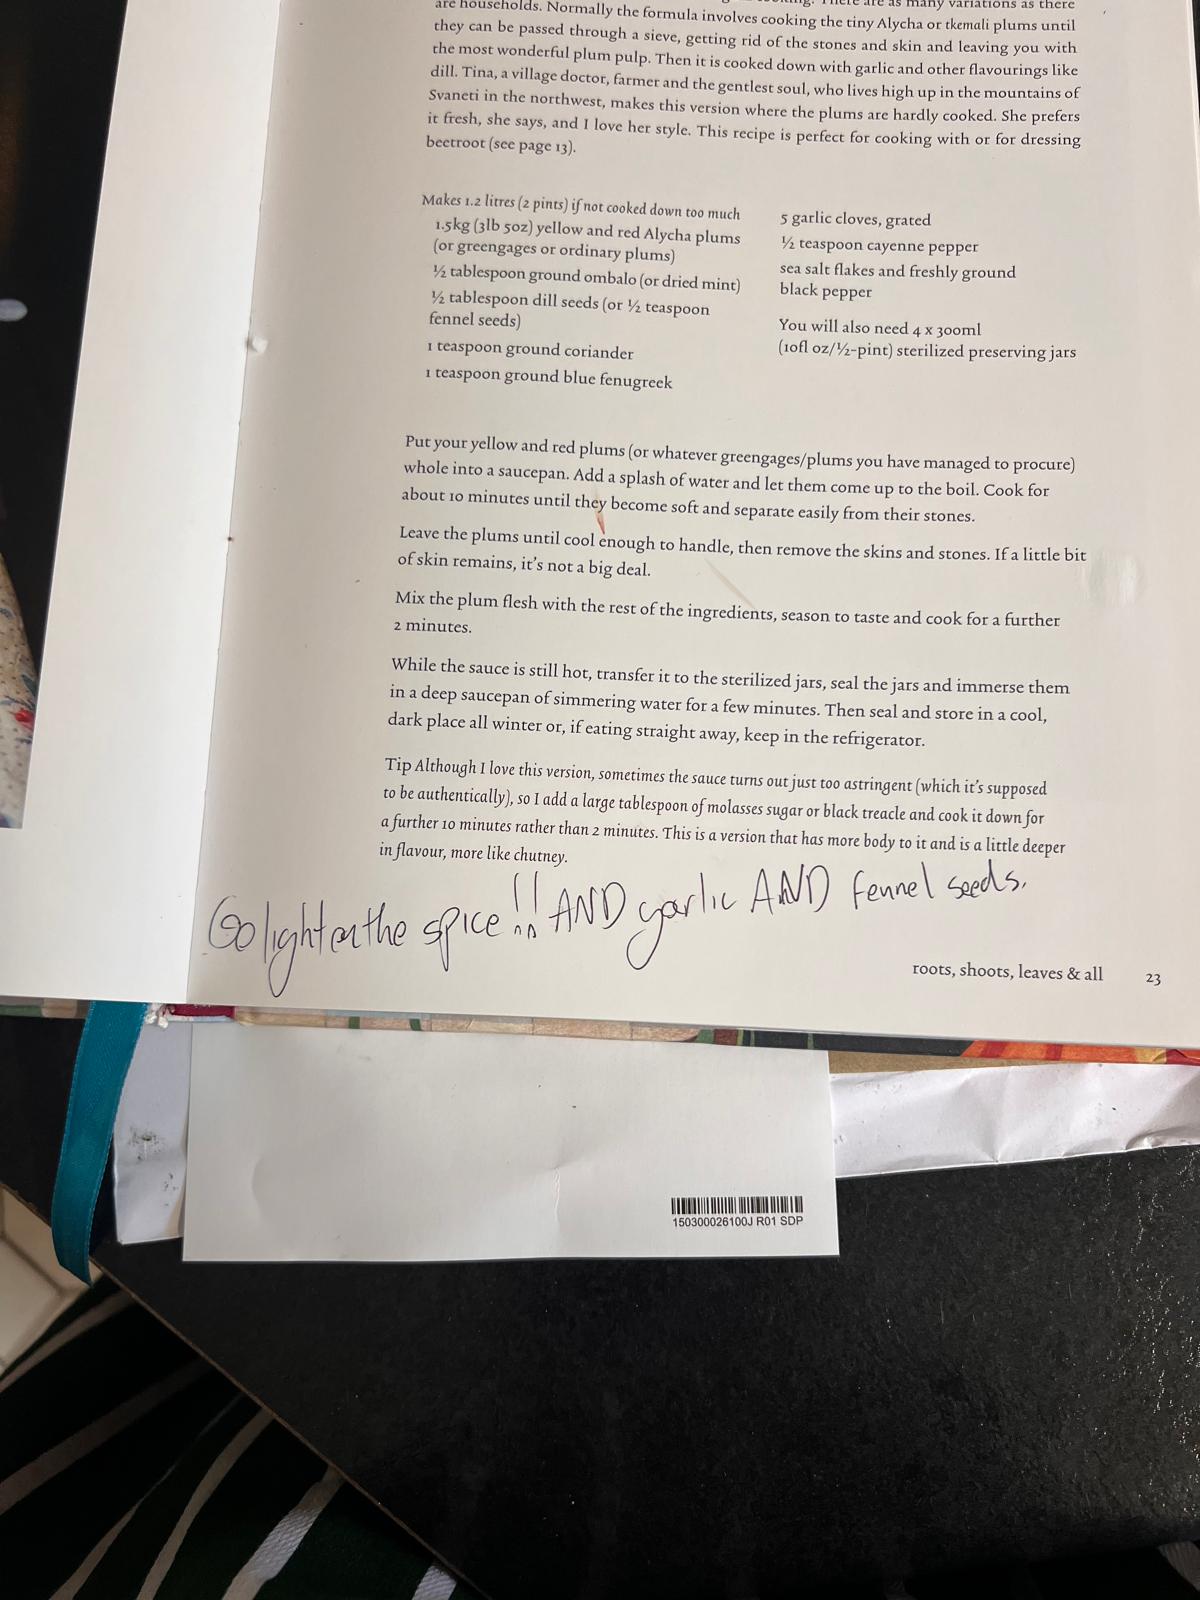 There are as many variations as there
are households. Normally the formula involves cooking the tiny Alycha or tkemali plums until
they can be passed through a sieve, getting rid of the stones and skin and leaving you with
the most wonderful plum pulp. Then it is cooked down with garlic and other flavourings like
dill. Tina, a village doctor, farmer and the gentlest soul, who lives high up in the mountains of
Svaneti in the northwest, makes this version where the plums are hardly cooked. She prefers
it fresh, she says, and I love her style. This recipe is perfect for cooking with or for dressing
beetroot (see page 13).
Makes 1.2 litres (2 pints) if not cooked down too much
1.5kg (3lb 5oz) yellow and red Alycha plums
(or greengages or ordinary plums)
½ tablespoon ground ombalo (or dried mint)
½ tablespoon dill seeds (or ½ teaspoon
fennel seeds)
1 teaspoon ground coriander
1 teaspoon ground blue fenugreek
5 garlic cloves, grated
½ teaspoon cayenne pepper
sea salt flakes and freshly ground
black pepper
You will also need 4 x 300ml
(10fl oz/½-pint) sterilized preserving jars
Put your yellow and red plums (or whatever greengages/plums you have managed to procure)
whole into a saucepan. Add a splash of water and let them come up to the boil. Cook for
about 10 minutes until they become soft and separate easily from their stones.
Leave the plums until cool enough to handle, then remove the skins and stones. If a little bit
of skin remains, it's not a big deal.
Mix the plum flesh with the rest of the ingredients, season to taste and cook for a further
2 minutes.
While the sauce is still hot, transfer it to the sterilized jars, seal the jars and immerse them
in a deep saucepan of simmering water for a few minutes. Then seal and store in a cool,
dark place all winter or, if eating straight away, keep in the refrigerator.
Tip Although I love this version, sometimes the sauce turns out just too astringent (which it's supposed
to be authentically), so I add a large tablespoon of molasses sugar or black treacle and cook it down for
a further 10 minutes rather than 2 minutes. This is a version that has more body to it and is a little deeper
in flavour, more like chutney.
Go light on the spice!! AND garlic AND fennel seeds.
roots, shoots, leaves & all 23
150300026100J R01 SDP